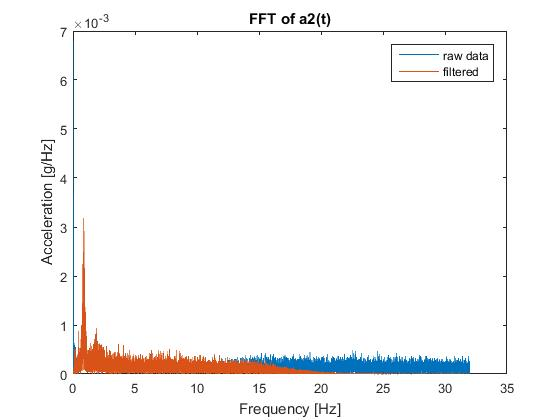 FFT of a2(t)
×10-3
7
6
5
4
3
2
1
0
Acceleration [g/Hz]
raw data
filtered
0 5 10 15 20 25 30 35
Frequency [Hz]